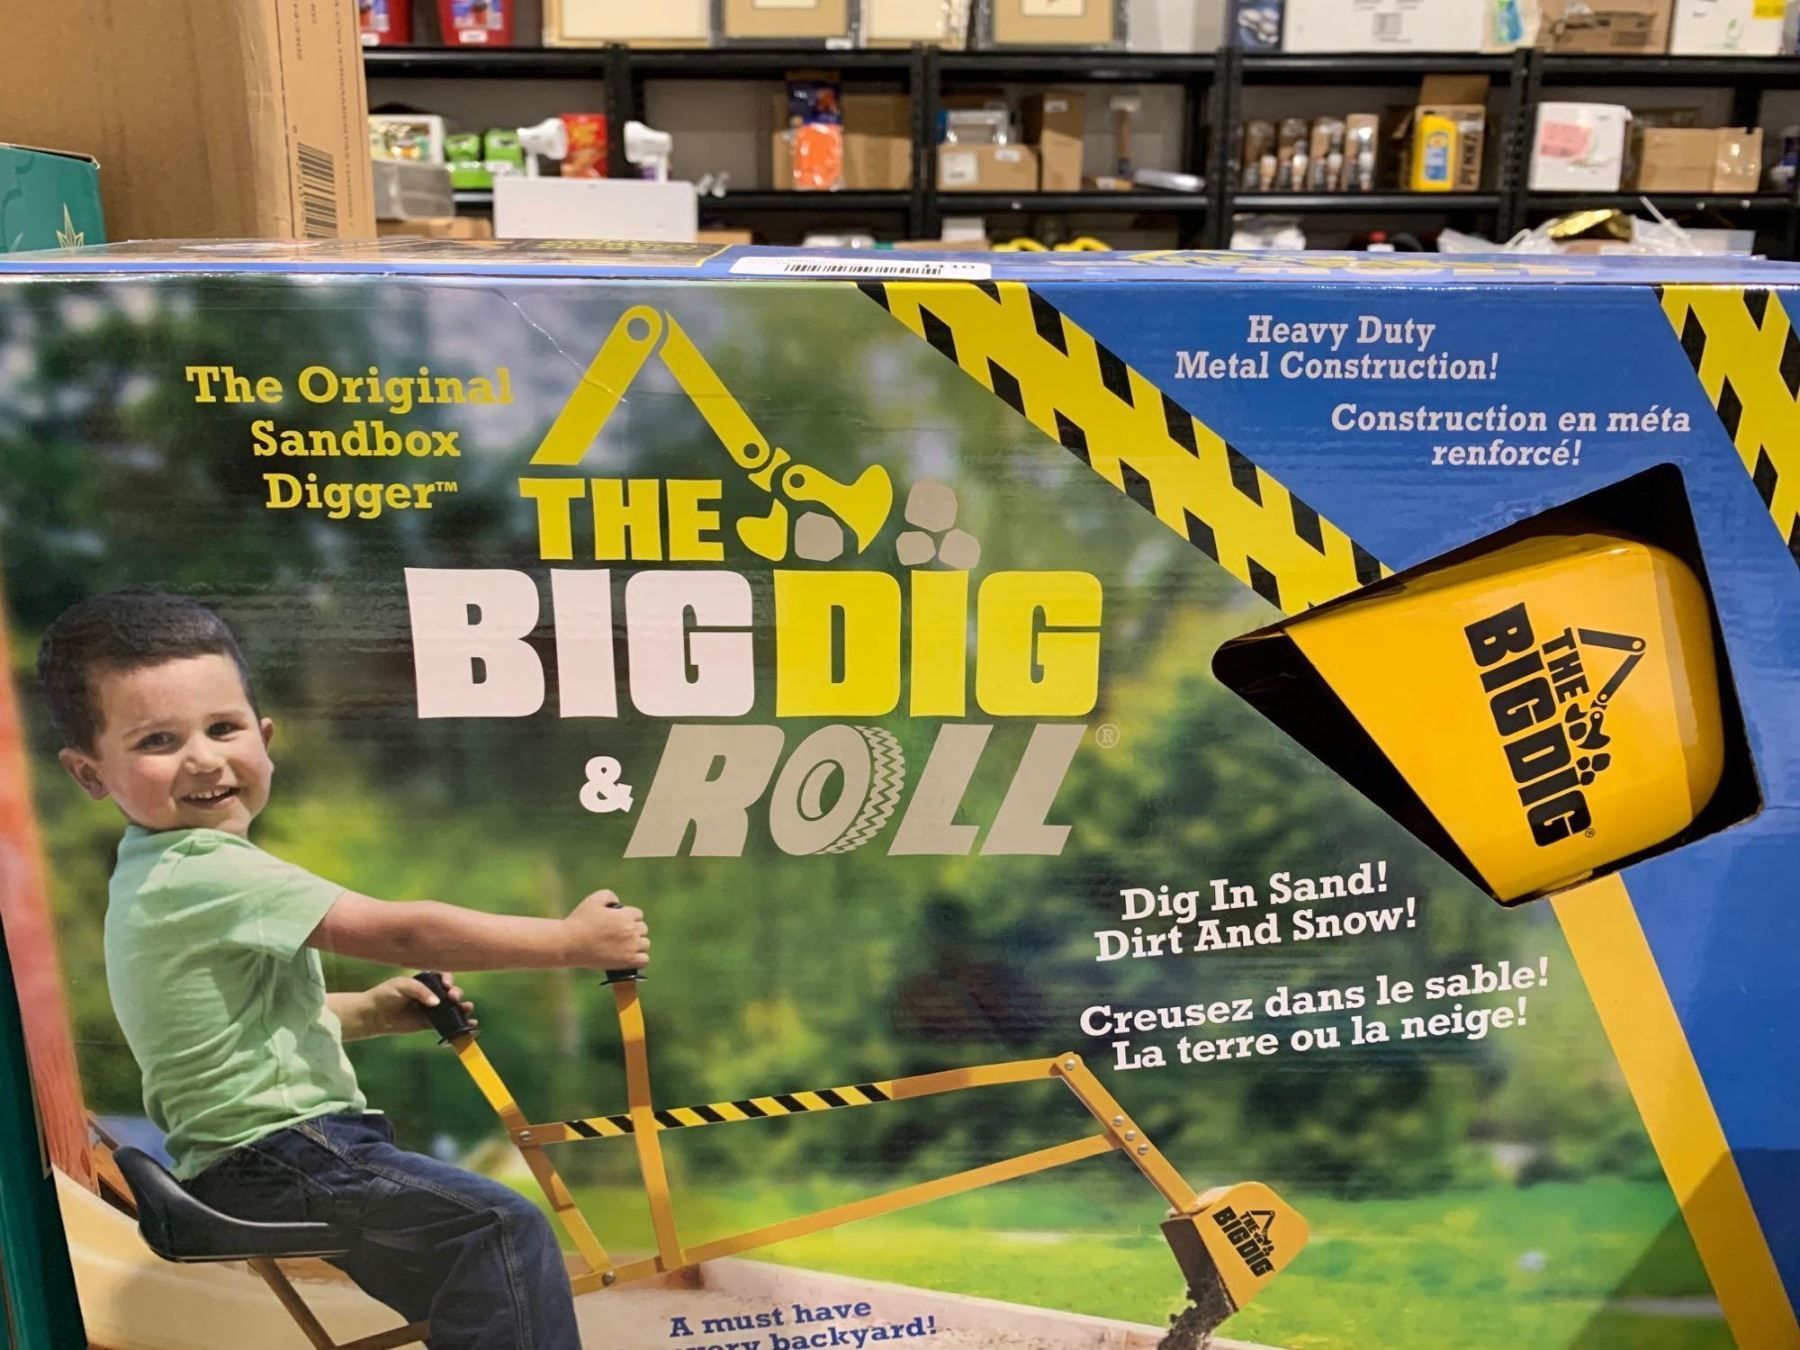 The Original
Sandbox
Digger™
THE
BIG DIG
& ROLL®
Heavy Duty
Metal Construction!
Construction en méta
renforcé!
THE
BIG DIG®
Dig In Sand!
Dirt And Snow!
Creusez dans le sable!
La terre ou la neige!
THE
BIG DIG
A must have
backyard!
PENNZ